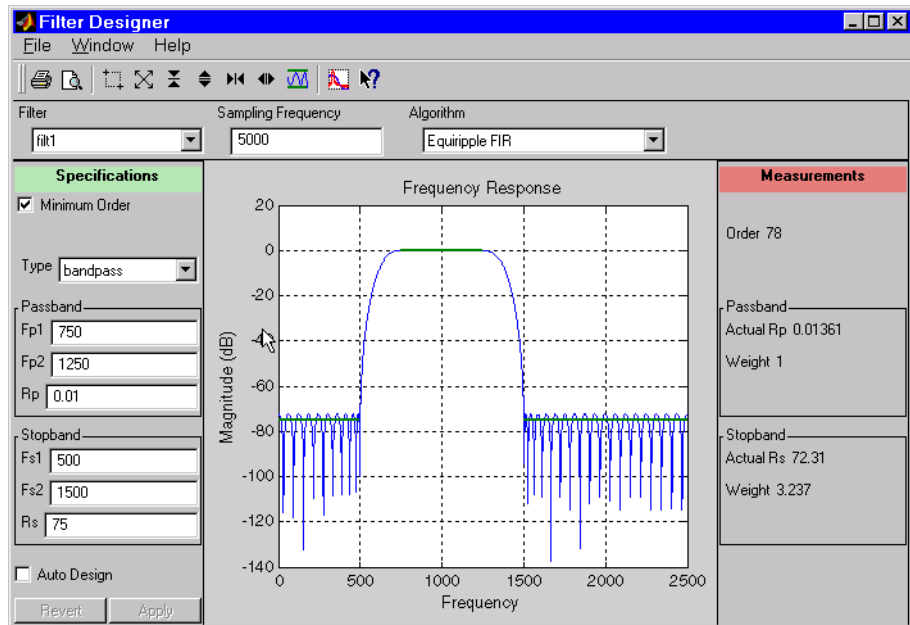 Filter Designer
File Window Help
Filter
Sampling Frequency
Algorithm
filt1
5000
Equiripple FIR
Specifications
Minimum Order
Type bandpass
Passband
Fp1 750
Fp2 1250
Rp 0.01
Stopband
Fs1 500
Fs2 1500
Rs 75
Auto Design
Revert Apply
Frequency Response
Magnitude (dB)
20
0
-20
-40
-60
-80
-100
-120
-140
0 500 1000 1500 2000 2500
Frequency
Measurements
Order 78
Passband
Actual Rp 0.01361
Weight 1
Stopband
Actual Rs 72.31
Weight 3.237